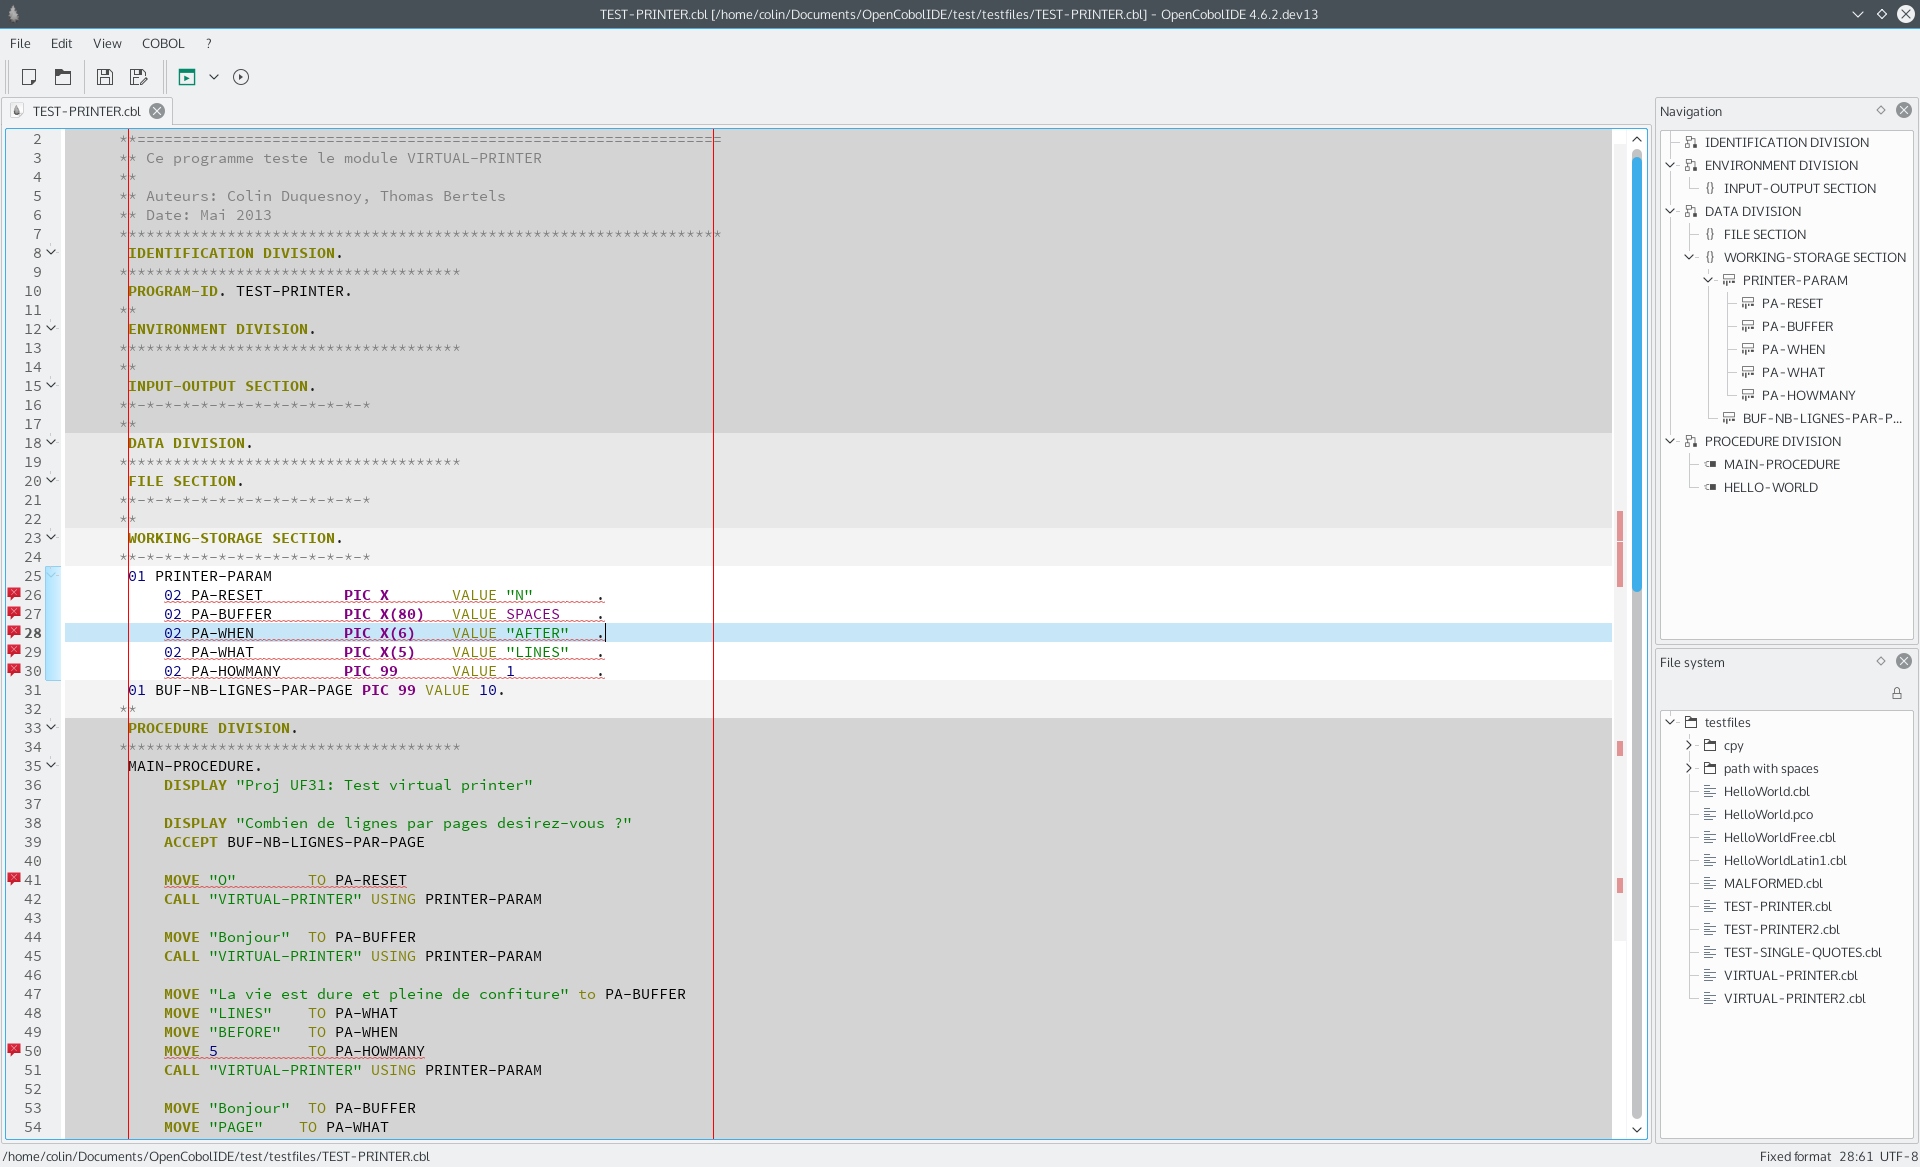 TEST-PRINTER.cbl [/home/colin/Documents/OpenCobolIDE/test/testfiles/TEST-PRINTER.cbl] - OpenCobolIDE 4.6.2.dev13
File Edit View COBOL ?
TEST-PRINTER.cbl
2 **=================================================================
3 ** Ce programme teste le module VIRTUAL-PRINTER
4 **
5 ** Auteurs: Colin Duquesnoy, Thomas Bertels
6 ** Date: Mai 2013
7 *******************************************************************
8 IDENTIFICATION DIVISION.
9 **************************************
10 PROGRAM-ID. TEST-PRINTER.
11 **
12 ENVIRONMENT DIVISION.
13 **************************************
14 **
15 INPUT-OUTPUT SECTION.
16 **-*-*-*-*-*-*-*-*-*-*-*-*-*
17 **
18 DATA DIVISION.
19 **************************************
20 FILE SECTION.
21 **-*-*-*-*-*-*-*-*-*-*-*-*-*
22 **
23 WORKING-STORAGE SECTION.
24 **-*-*-*-*-*-*-*-*-*-*-*-*-*
25 01 PRINTER-PARAM
26 02 PA-RESET         PIC X       VALUE "N"       .
27 02 PA-BUFFER        PIC X(80)   VALUE SPACES    .
28 02 PA-WHEN          PIC X(6)    VALUE "AFTER"   .
29 02 PA-WHAT          PIC X(5)    VALUE "LINES"   .
30 02 PA-HOWMANY       PIC 99      VALUE 1         .
31 01 BUF-NB-LIGNES-PAR-PAGE PIC 99 VALUE 10.
32 **
33 PROCEDURE DIVISION.
34 **************************************
35 MAIN-PROCEDURE.
36 DISPLAY "Proj UF31: Test virtual printer"
37
38 DISPLAY "Combien de lignes par pages desirez-vous ?"
39 ACCEPT BUF-NB-LIGNES-PAR-PAGE
40
41 MOVE "O"        TO PA-RESET
42 CALL "VIRTUAL-PRINTER" USING PRINTER-PARAM
43
44 MOVE "Bonjour"  TO PA-BUFFER
45 CALL "VIRTUAL-PRINTER" USING PRINTER-PARAM
46
47 MOVE "La vie est dure et pleine de confiture" to PA-BUFFER
48 MOVE "LINES"    TO PA-WHAT
49 MOVE "BEFORE"   TO PA-WHEN
50 MOVE 5          TO PA-HOWMANY
51 CALL "VIRTUAL-PRINTER" USING PRINTER-PARAM
52
53 MOVE "Bonjour"  TO PA-BUFFER
54 MOVE "PAGE"    TO PA-WHAT
Navigation
IDENTIFICATION DIVISION
ENVIRONMENT DIVISION
{} INPUT-OUTPUT SECTION
DATA DIVISION
{} FILE SECTION
{} WORKING-STORAGE SECTION
PRINTER-PARAM
PA-RESET
PA-BUFFER
PA-WHEN
PA-WHAT
PA-HOWMANY
BUF-NB-LIGNES-PAR-P...
PROCEDURE DIVISION
MAIN-PROCEDURE
HELLO-WORLD
File system
testfiles
cpy
path with spaces
HelloWorld.cbl
HelloWorld.pco
HelloWorldFree.cbl
HelloWorldLatin1.cbl
MALFORMED.cbl
TEST-PRINTER.cbl
TEST-PRINTER2.cbl
TEST-SINGLE-QUOTES.cbl
VIRTUAL-PRINTER.cbl
VIRTUAL-PRINTER2.cbl
/home/colin/Documents/OpenCobolIDE/test/testfiles/TEST-PRINTER.cbl
Fixed format 28:61 UTF-8